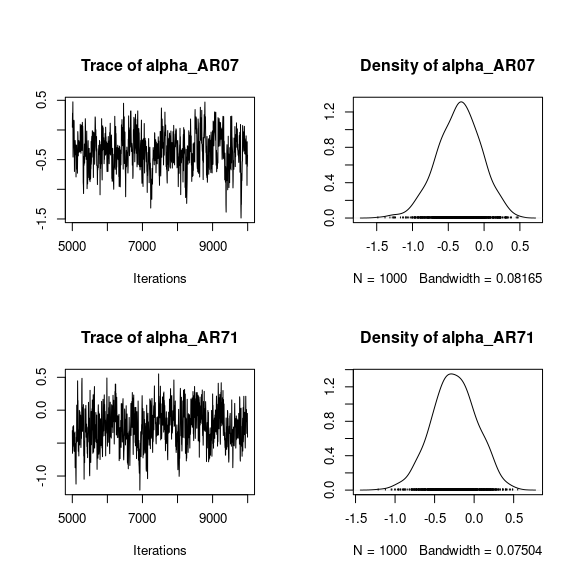 Trace of alpha_AR07
0.5
-0.5
-1.5
5000 7000 9000
Iterations
Density of alpha_AR07
1.2
0.8
0.4
0.0
-1.5 -1.0 -0.5 0.0 0.5
N = 1000 Bandwidth = 0.08165
Trace of alpha_AR71
0.5
0.0
-1.0
5000 7000 9000
Iterations
Density of alpha_AR71
1.2
0.8
0.4
0.0
-1.5 -1.0 -0.5 0.0 0.5
N = 1000 Bandwidth = 0.07504